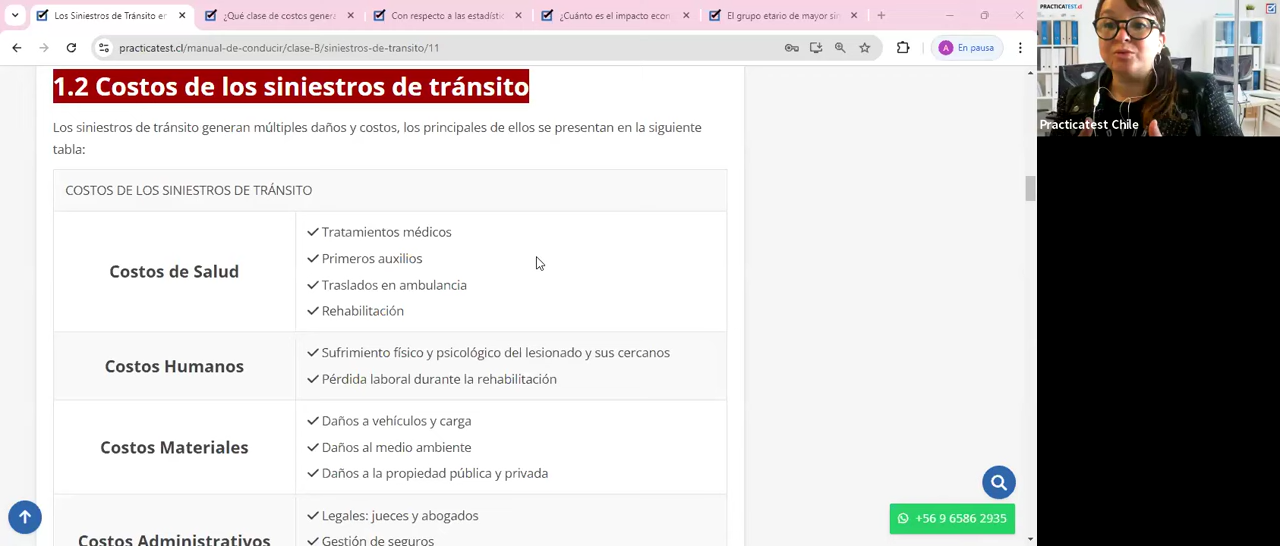 Los Siniestros de Tránsito en
¿Qué clase de costos genera
Con respecto a las estadístic
¿Cuánto es el impacto econ
El grupo etario de mayor sin
practicatest.cl/manual-de-conducir/clase-B/siniestros-de-transito/11
A En pausa
PRACTICATEST.cl
Practicatest Chile
1.2 Costos de los siniestros de tránsito
Los siniestros de tránsito generan múltiples daños y costos, los principales de ellos se presentan en la siguiente
tabla:
COSTOS DE LOS SINIESTROS DE TRÁNSITO
Costos de Salud
Tratamientos médicos
Primeros auxilios
Traslados en ambulancia
Rehabilitación
Costos Humanos
Sufrimiento físico y psicológico del lesionado y sus cercanos
Pérdida laboral durante la rehabilitación
Costos Materiales
Daños a vehículos y carga
Daños al medio ambiente
Daños a la propiedad pública y privada
Costos Administrativos
Legales: jueces y abogados
Gestión de seguros
+56 9 6586 2935